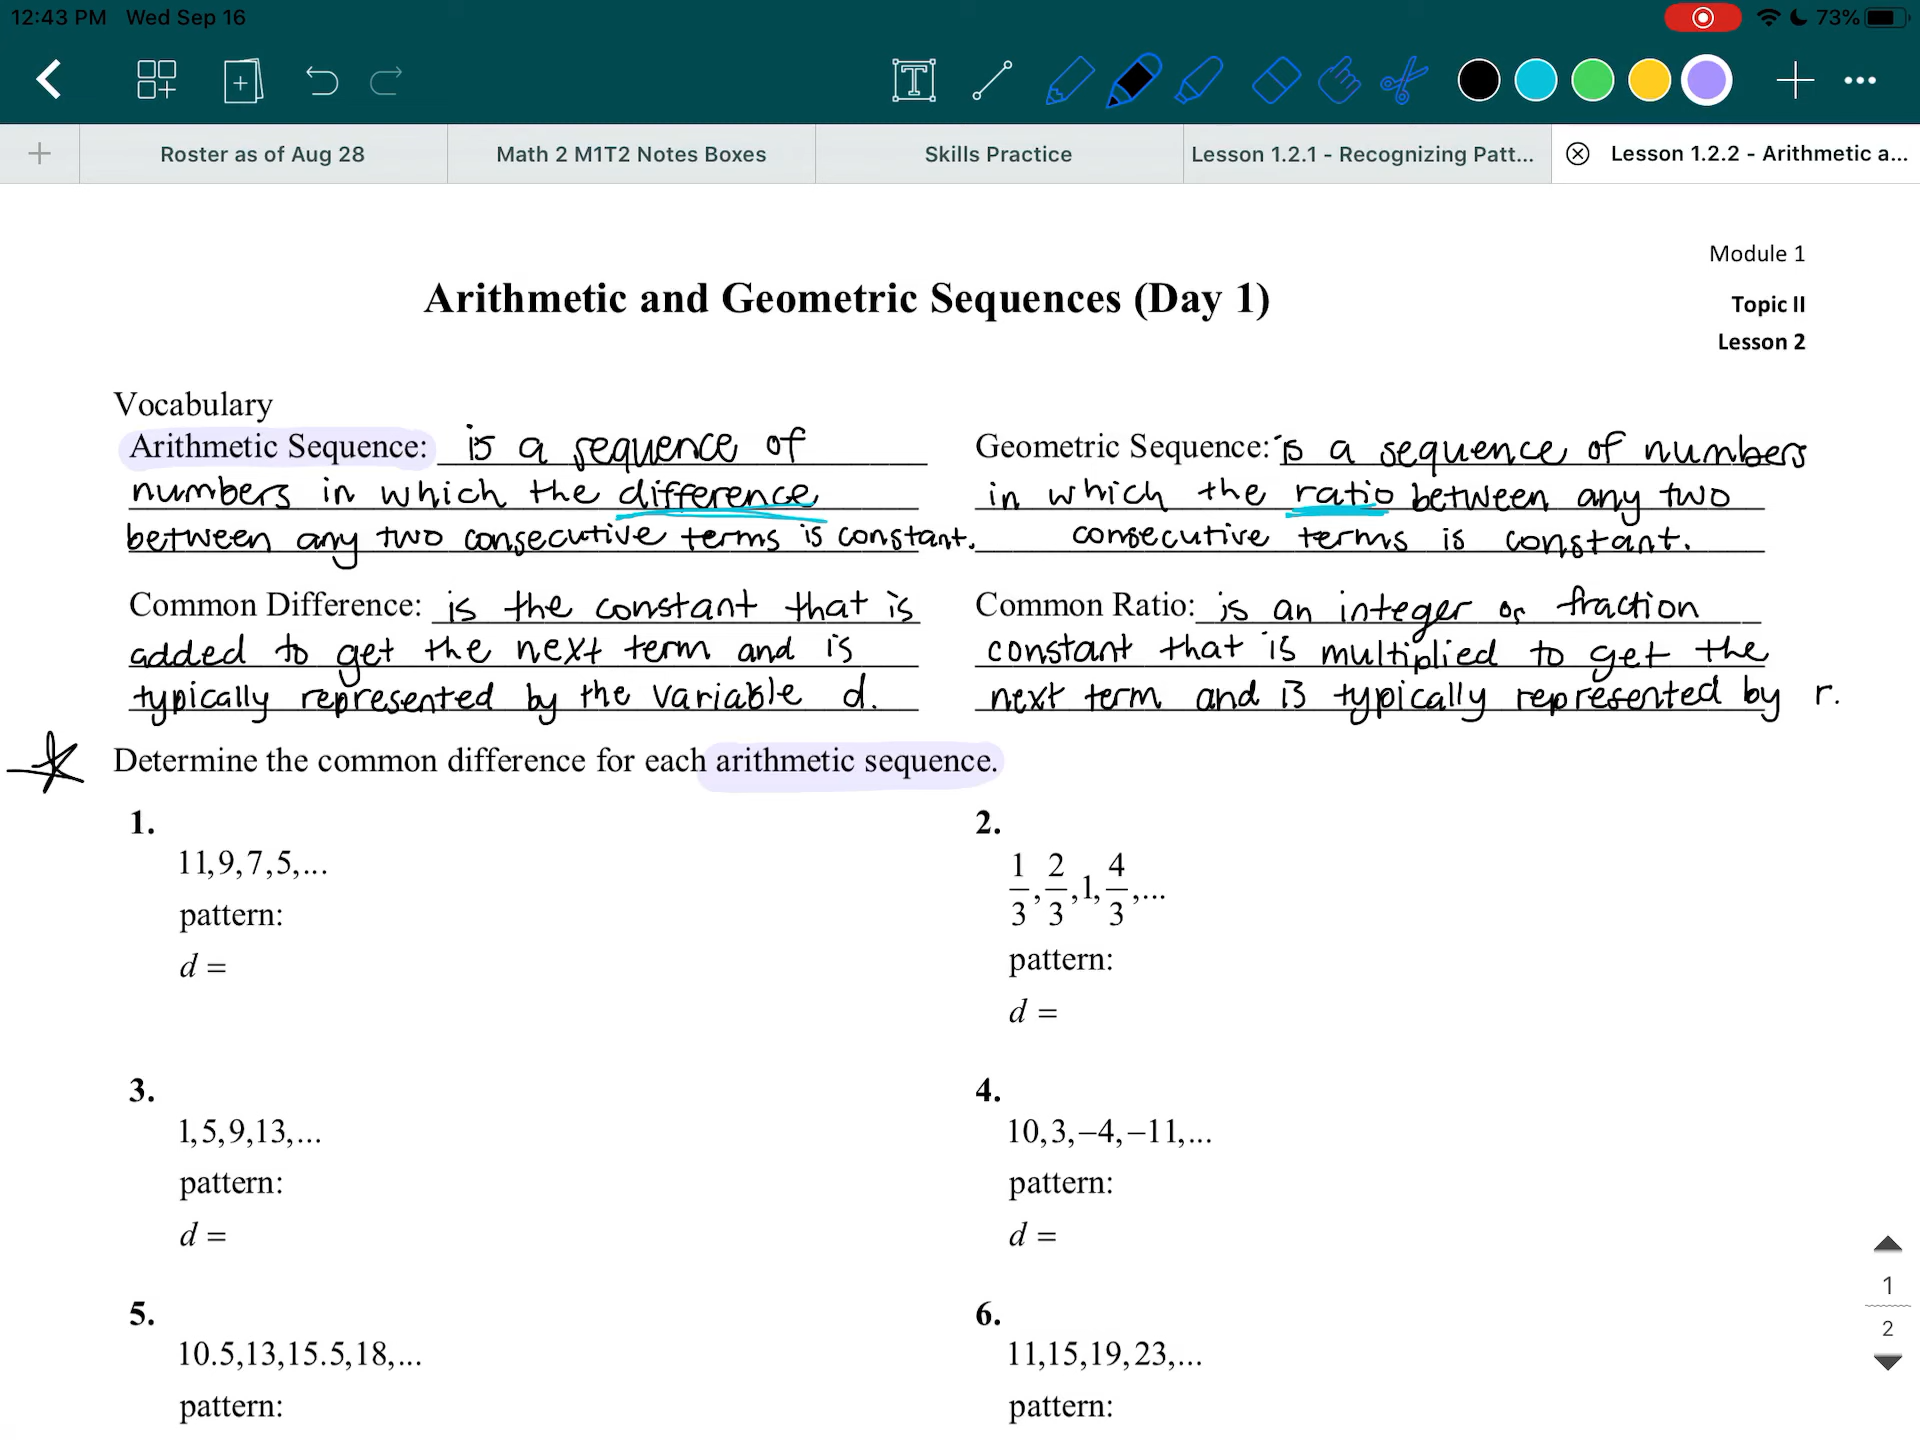 12:43 PM Wed Sep 16
73%
Roster as of Aug 28
Math 2 M1T2 Notes Boxes
Skills Practice
Lesson 1.2.1 - Recognizing Patt...
Lesson 1.2.2 - Arithmetic a...
Module 1
Arithmetic and Geometric Sequences (Day 1)
Topic II
Lesson 2
Vocabulary
Arithmetic Sequence: is a sequence of
numbers in which the difference
between any two consecutive terms is constant.
Geometric Sequence: is a sequence of numbers
in which the ratio between any two
consecutive terms is constant.
Common Difference: is the constant that is
added to get the next term and is
typically represented by the variable d.
Common Ratio: is an integer or fraction
constant that is multiplied to get the
next term and is typically represented by r.
Determine the common difference for each arithmetic sequence.
1.
11,9,7,5,...
pattern:
d =
2.
1/3, 2/3, 1, 4/3, ...
pattern:
d =
3.
1,5,9,13,...
pattern:
d =
4.
10,3,–4,–11,...
pattern:
d =
5.
10.5,13,15.5,18,...
pattern:
6.
11,15,19,23,...
pattern:
1
2